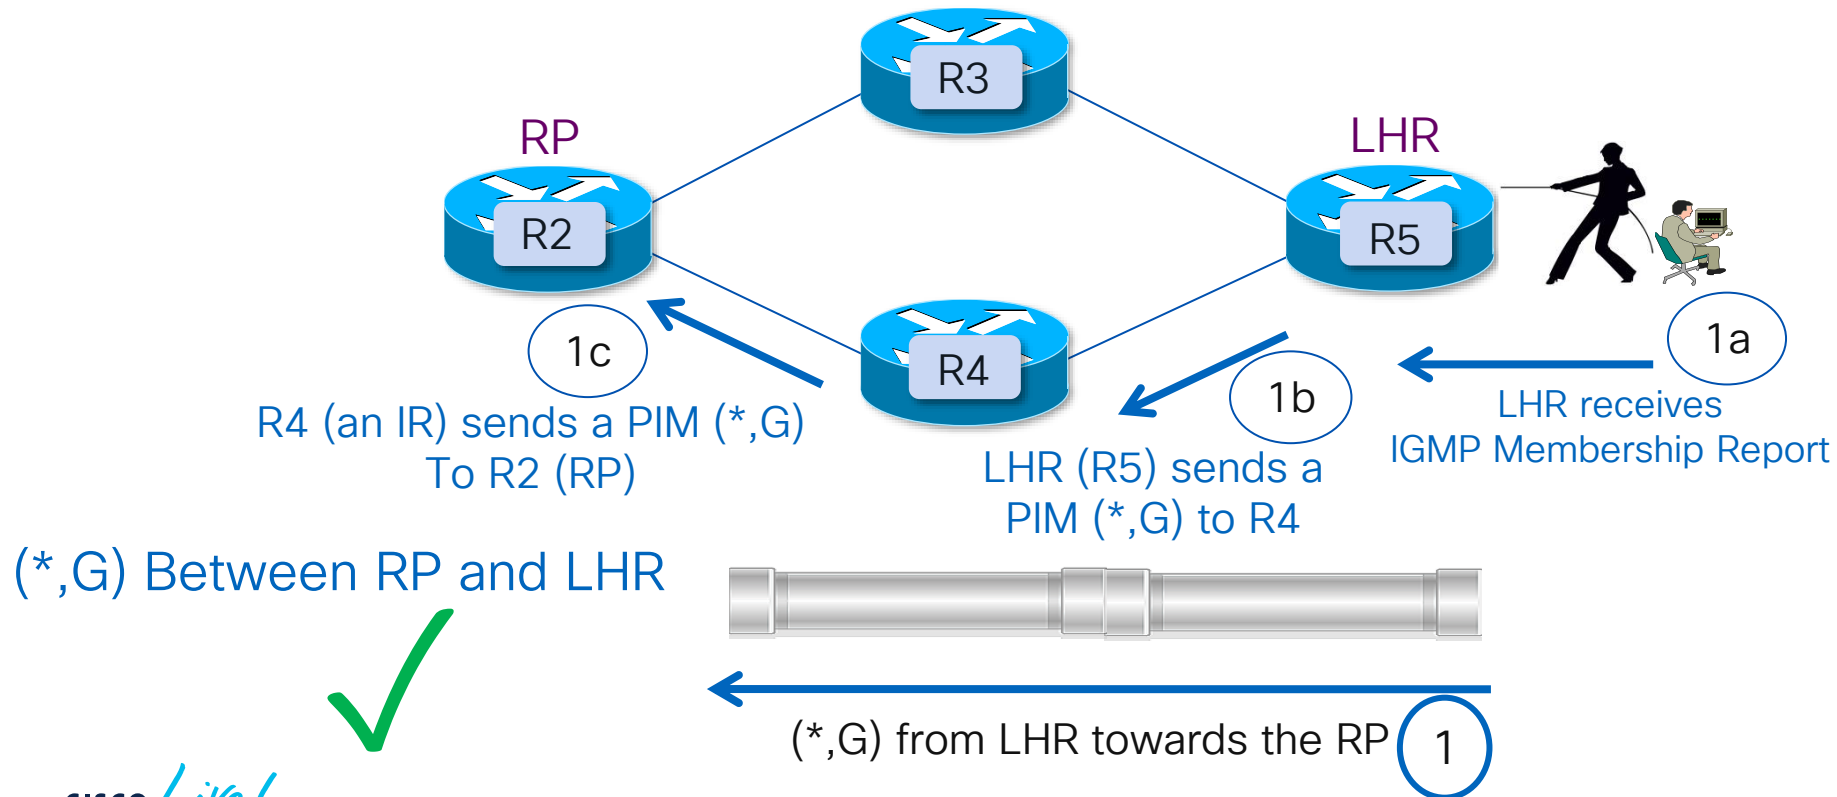 R3
RP
LHR
R2
R5
R4
1c
1b
1a
R4 (an IR) sends a PIM (*,G)
To R2 (RP)
LHR (R5) sends a
PIM (*,G) to R4
LHR receives
IGMP Membership Report
(*,G) Between RP and LHR
(*,G) from LHR towards the RP
1
cisco Live!